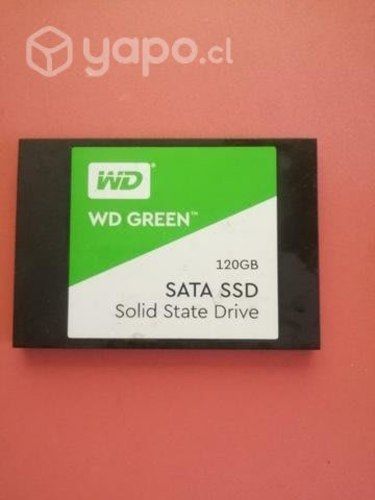 yapo.cl
WD®
WD GREEN™
120GB
SATA SSD
Solid State Drive